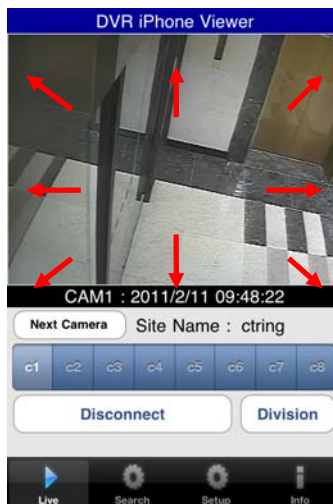 DVR iPhone Viewer
CAM1 : 2011/2/11 09:48:22
Next Camera Site Name : ctring
c1 c2 c3 c4 c5 c6 c7 c8
Disconnect Division
Live Search Setup Info